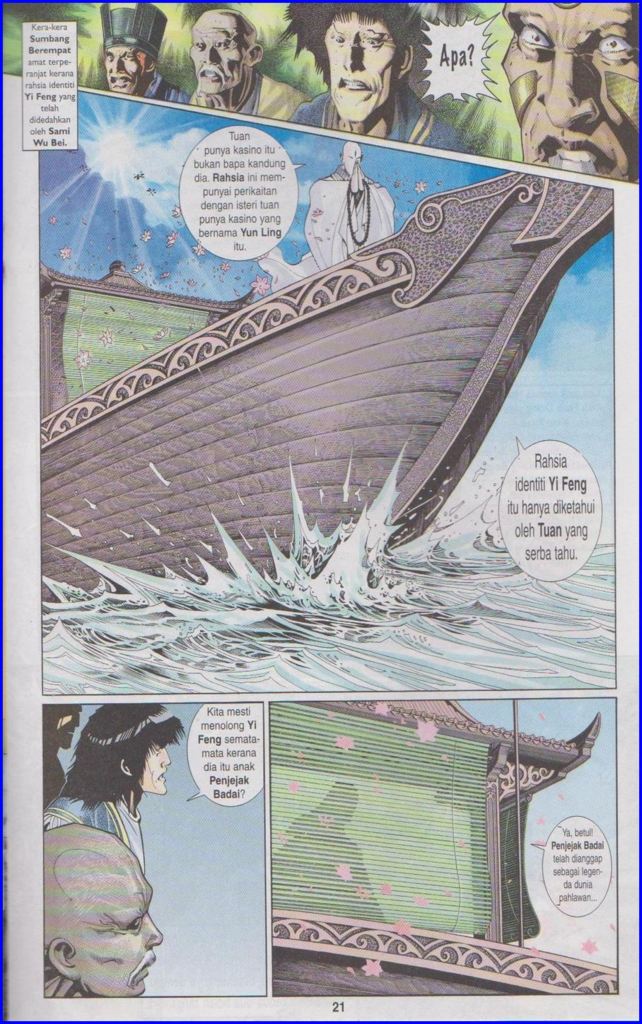 Kera-kera
Sumbang
Berempat
amat terpe-
ranjat kerana
rahsia identiti
Yi Feng yang
telah
didedahkan
oleh Sami
Wu Bei.
Apa?
Tuan
punya kasino itu
bukan bapa kandung
dia. Rahsia ini mem-
punyai perikaitan
dengan isteri tuan
punya kasino yang
bernama Yun Ling
itu.
Rahsia
identiti Yi Feng
itu hanya diketahui
oleh Tuan yang
serba tahu.
Kita mesti
menolong Yi
Feng semata-
mata kerana
dia itu anak
Penjejak
Badai?
Ya, betul!
Penjejak Badai
telah dianggap
sebagai legen-
da dunia
pahlawan...
21